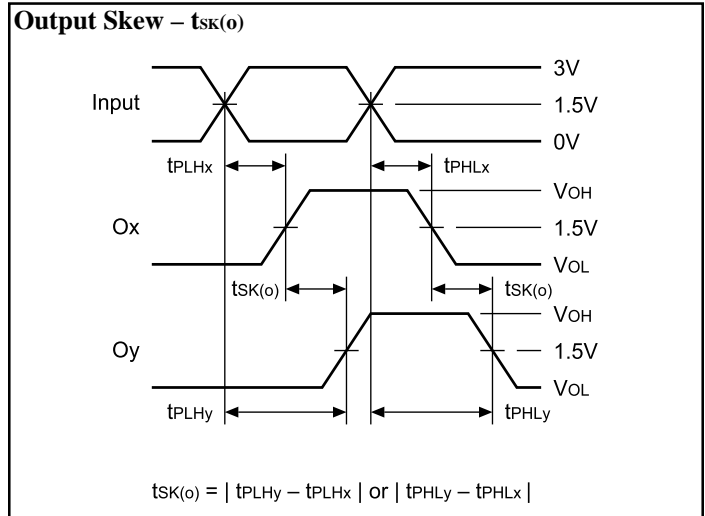 Output Skew – tSK(o)
3V
Input
1.5V
0V
tPLHx
tPHLx
VOH
Ox
1.5V
VOL
tSK(o)
tSK(o)
VOH
Oy
1.5V
VOL
tPLHy
tPHLy
tSK(o) = | tPLHy – tPLHx | or | tPHLy – tPHLx |